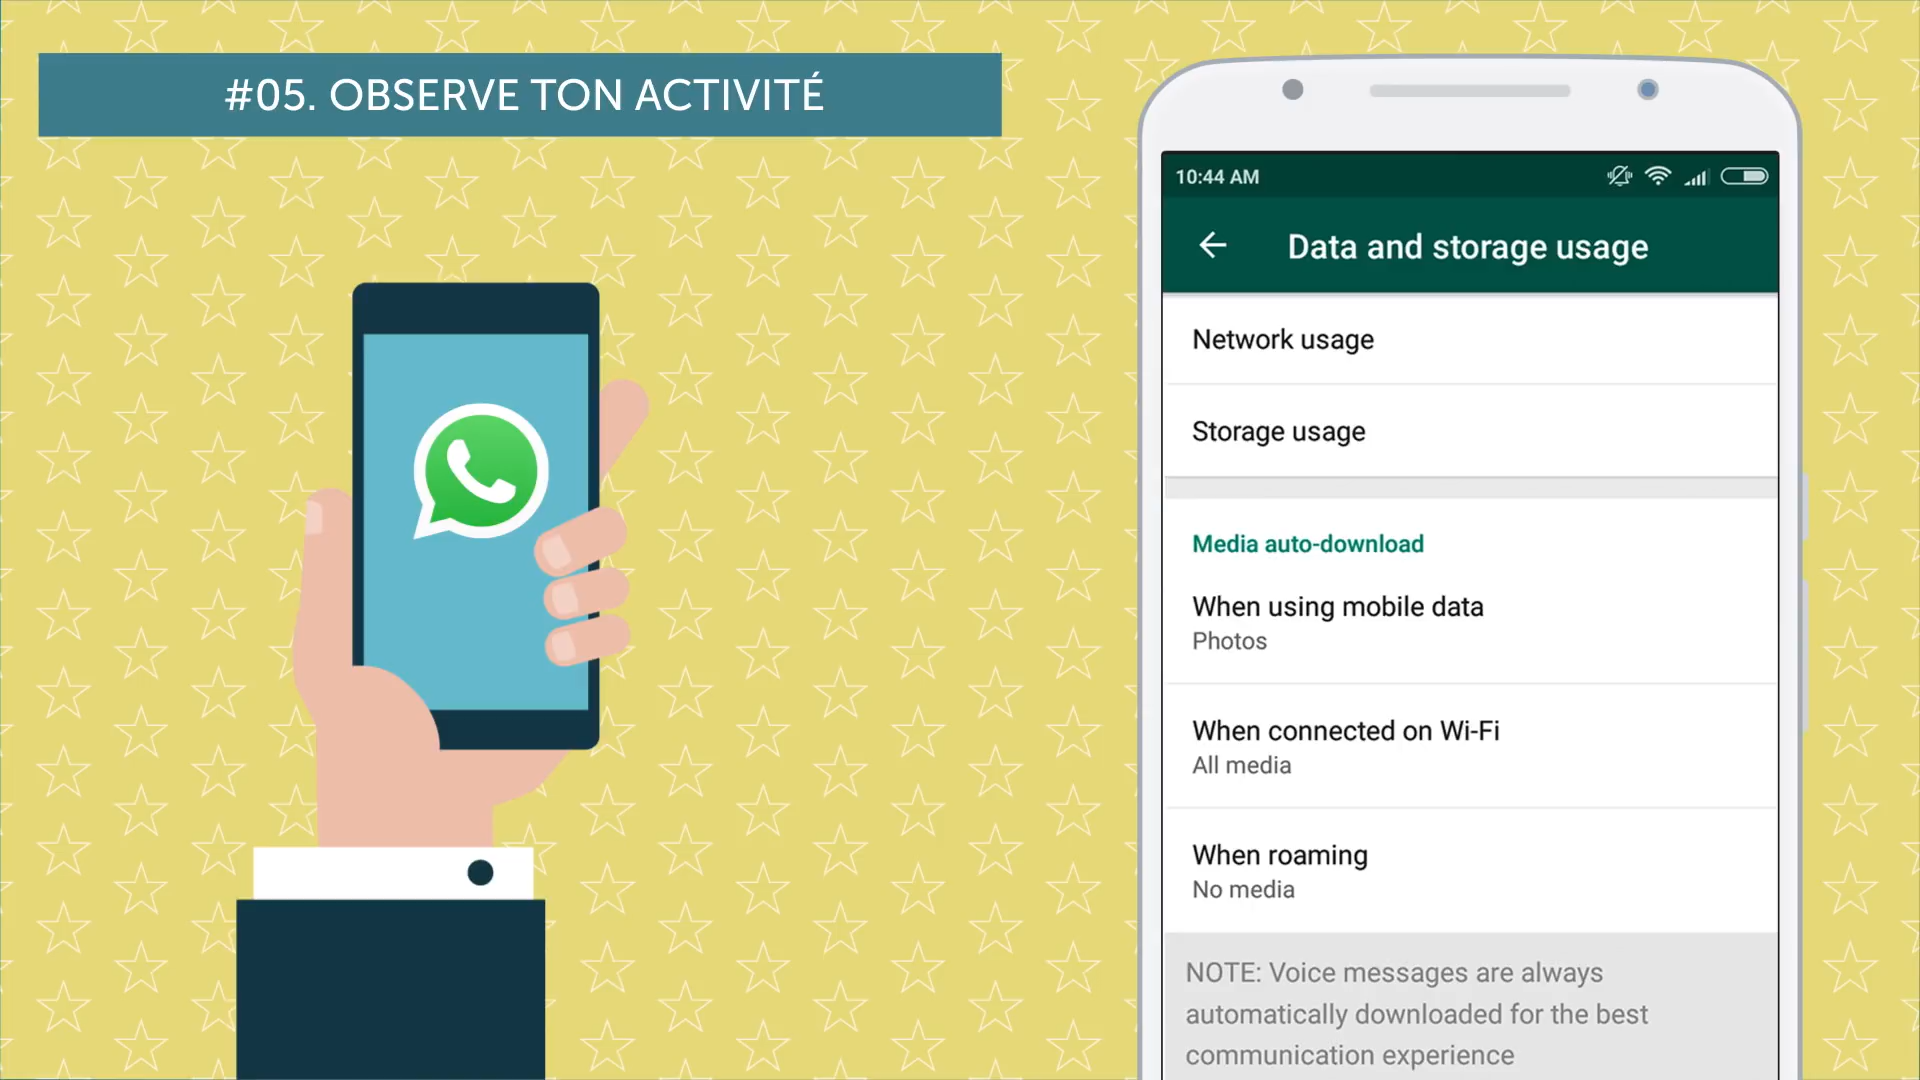 #05. OBSERVE TON ACTIVITÉ
10:44 AM
Data and storage usage
Network usage
Storage usage
Media auto-download
When using mobile data
Photos
When connected on Wi-Fi
All media
When roaming
No media
NOTE: Voice messages are always
automatically downloaded for the best
communication experience